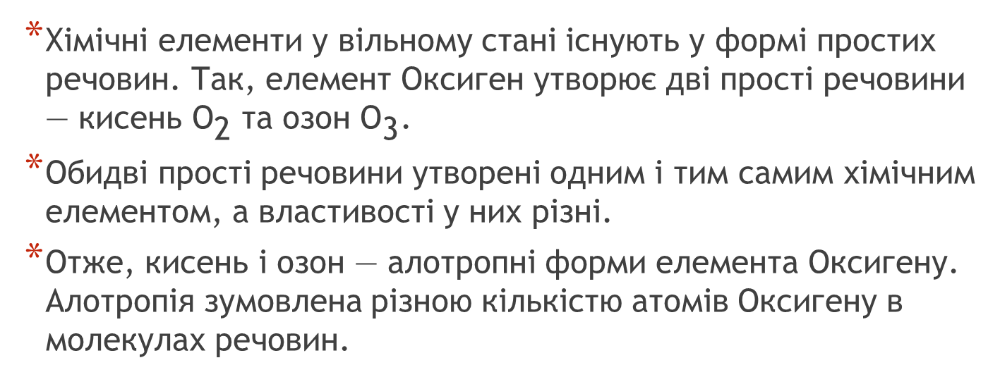 *Хімічні елементи у вільному стані існують у формі простих
речовин. Так, елемент Оксиген утворює дві прості речовини
— кисень О2 та озон О3.
*Обидві прості речовини утворені одним і тим самим хімічним
елементом, а властивості у них різні.
*Отже, кисень і озон — алотропні форми елемента Оксигену.
Алотропія зумовлена різною кількістю атомів Оксигену в
молекулах речовин.